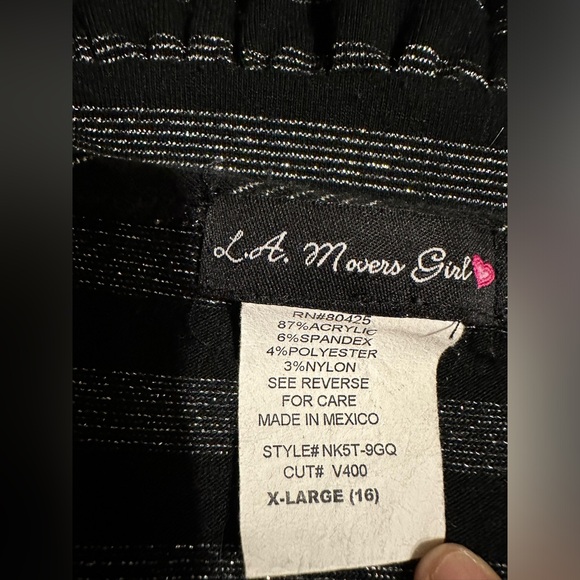 L.A. Movers Girl
RN#80425
87%ACRYLIC
6%SPANDEX
4%POLYESTER
3%NYLON
SEE REVERSE
FOR CARE
MADE IN MEXICO
STYLE#NK5T-9GQ
CUT# V400
X-LARGE (16)